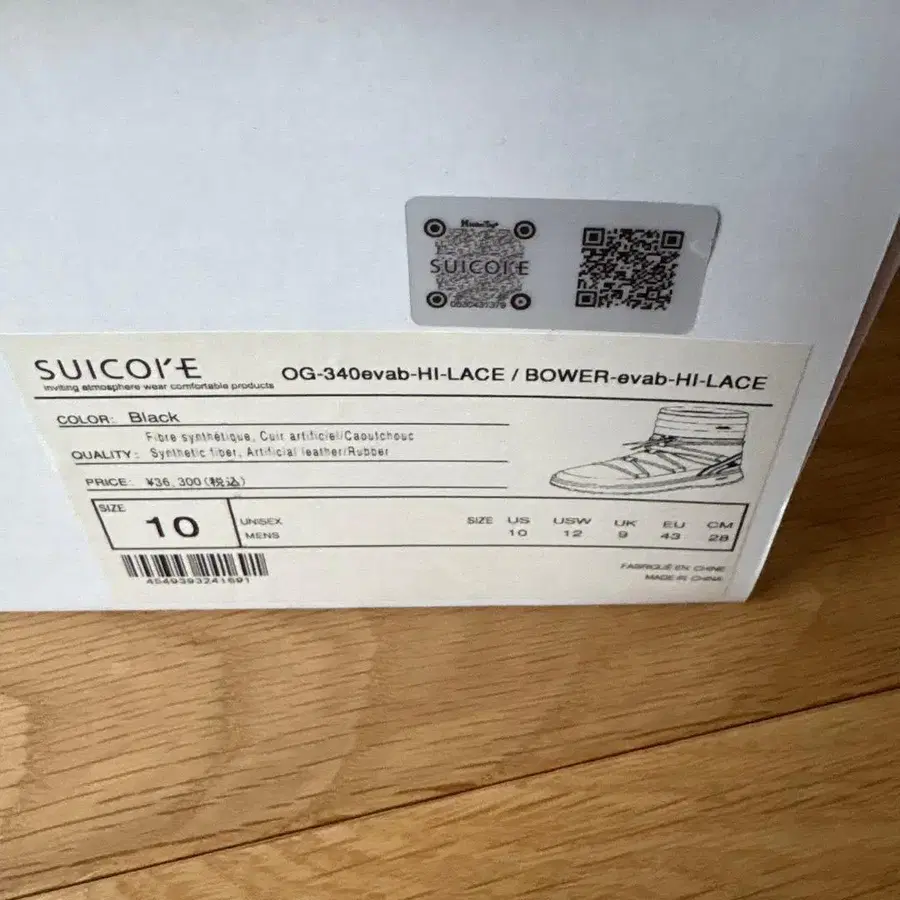 SUICOKE
SUICOKE
inviting atmosphere wear comfortable products
OG-340evab-HI-LACE / BOWER-evab-HI-LACE
COLOR: Black
Fibre synthétique, Cuir artificiel/Caoutchouc
QUALITY: Synthetic fiber, Artificial leather/Rubber
PRICE: ¥36,300(税込)
SIZE
10
UNISEX
MENS
SIZE US USW UK EU CM
10 12 9 43 28
4549393241691
FABRIQUÉ EN CHINE
MADE IN CHINA